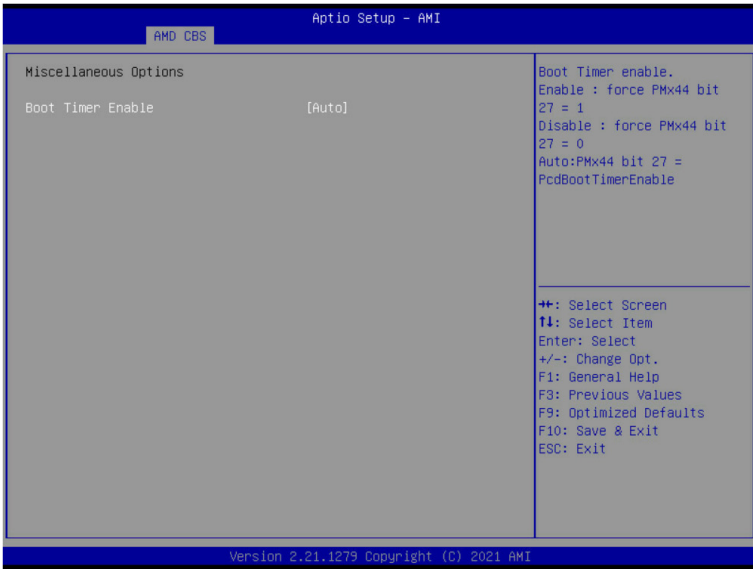 Aptio Setup – AMI
AMD CBS
Miscellaneous Options
Boot Timer Enable [Auto]
Boot Timer enable.
Enable : force PMx44 bit
27 = 1
Disable : force PMx44 bit
27 = 0
Auto:PMx44 bit 27 =
PcdBootTimerEnable
→←: Select Screen
↑↓: Select Item
Enter: Select
+/-: Change Opt.
F1: General Help
F3: Previous Values
F9: Optimized Defaults
F10: Save & Exit
ESC: Exit
Version 2.21.1279 Copyright (C) 2021 AMI